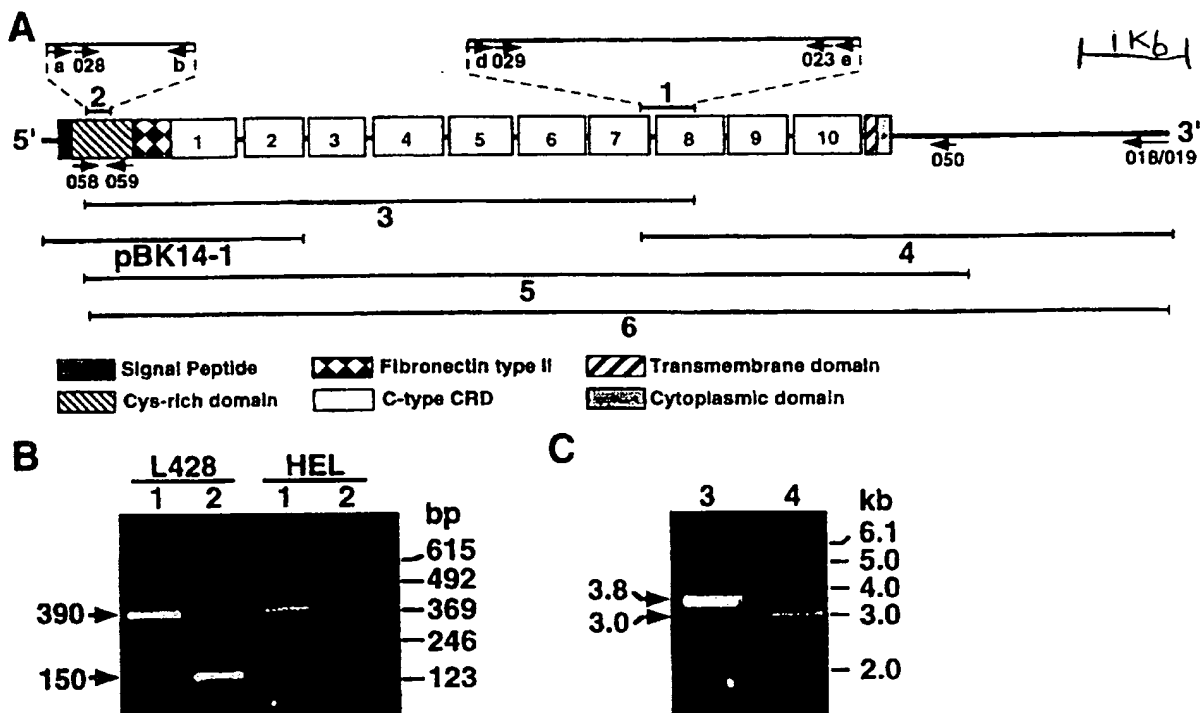 A
1 Kb
a 028 b
d 029 023 e
2
1
5' 1 2 3 4 5 6 7 8 9 10 3'
058 059
050
018/019
3
pBK14-1
4
5
6
Signal Peptide
Fibronectin type II
Transmembrane domain
Cys-rich domain
C-type CRD
Cytoplasmic domain
B
L428 HEL
1 2 1 2
bp
615
492
390 369
246
150 123
C
3 4 kb
6.1
5.0
3.8 4.0
3.0 3.0
2.0